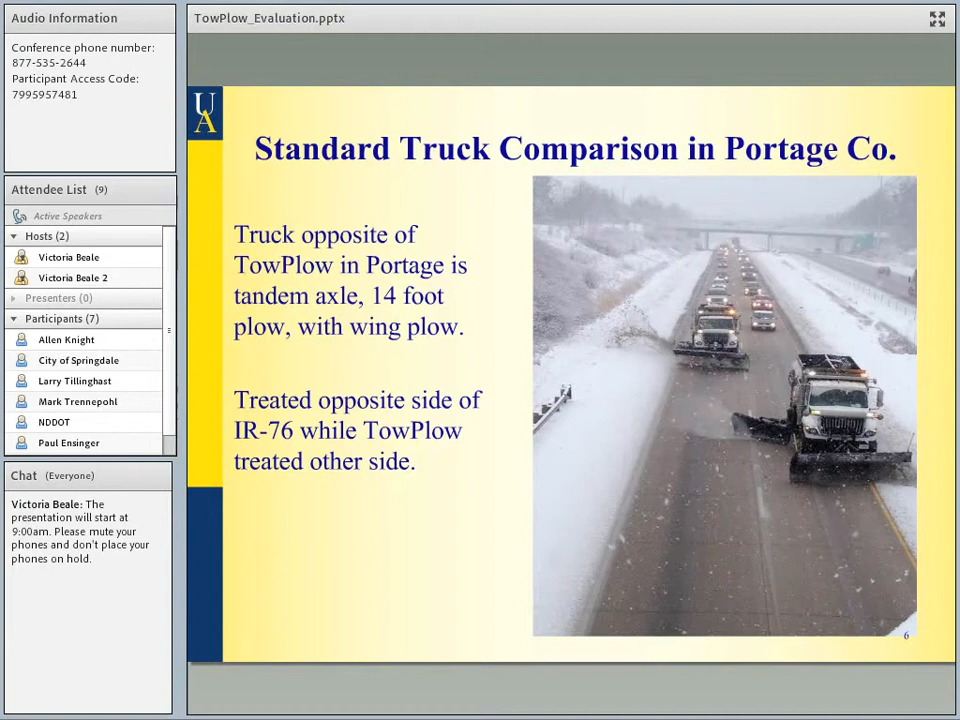 Audio Information
Conference phone number:
877-535-2644
Participant Access Code:
7995957481
Attendee List (9)
Active Speakers
Hosts (2)
Victoria Beale
Victoria Beale 2
Presenters (0)
Participants (7)
Allen Knight
City of Springdale
Larry Tillinghast
Mark Trennepohl
NDDOT
Paul Ensinger
Chat (Everyone)
Victoria Beale: The
presentation will start at
9:00am. Please mute your
phones and don't place your
phones on hold.
TowPlow_Evaluation.pptx
UA
Standard Truck Comparison in Portage Co.
Truck opposite of
TowPlow in Portage is
tandem axle, 14 foot
plow, with wing plow.
Treated opposite side of
IR-76 while TowPlow
treated other side.
6